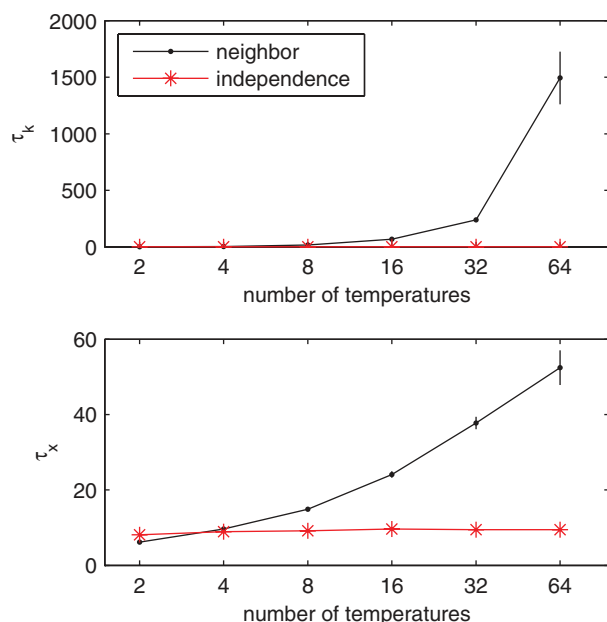 2000
1500
1000
500
0
τk
neighbor
independence
2 4 8 16 32 64
number of temperatures
60
40
20
0
τx
2 4 8 16 32 64
number of temperatures